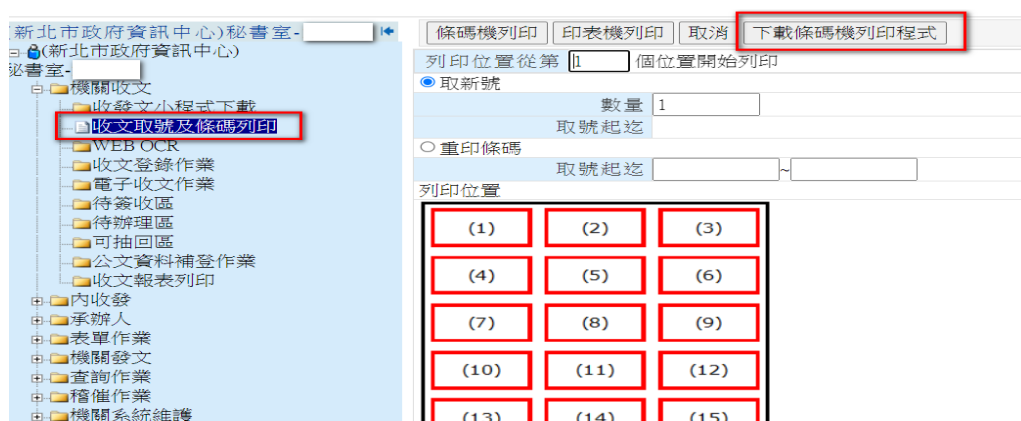 (新北市政府資訊中心)秘書室-
(新北市政府資訊中心)
秘書室-
機關收文
收發文小程式下載
收文取號及條碼列印
WEB OCR
收文登錄作業
電子收文作業
待簽收區
待辦理區
可抽回區
公文資料補登作業
收文報表列印
內收發
承辦人
表單作業
機關發文
查詢作業
稽催作業
機關系統維護
條碼機列印 印表機列印 取消 下載條碼機列印程式
列印位置從第 1 個位置開始列印
取新號
數量 1
取號起迄
重印條碼
取號起迄 ~
列印位置
(1) (2) (3)
(4) (5) (6)
(7) (8) (9)
(10) (11) (12)
(13) (14) (15)